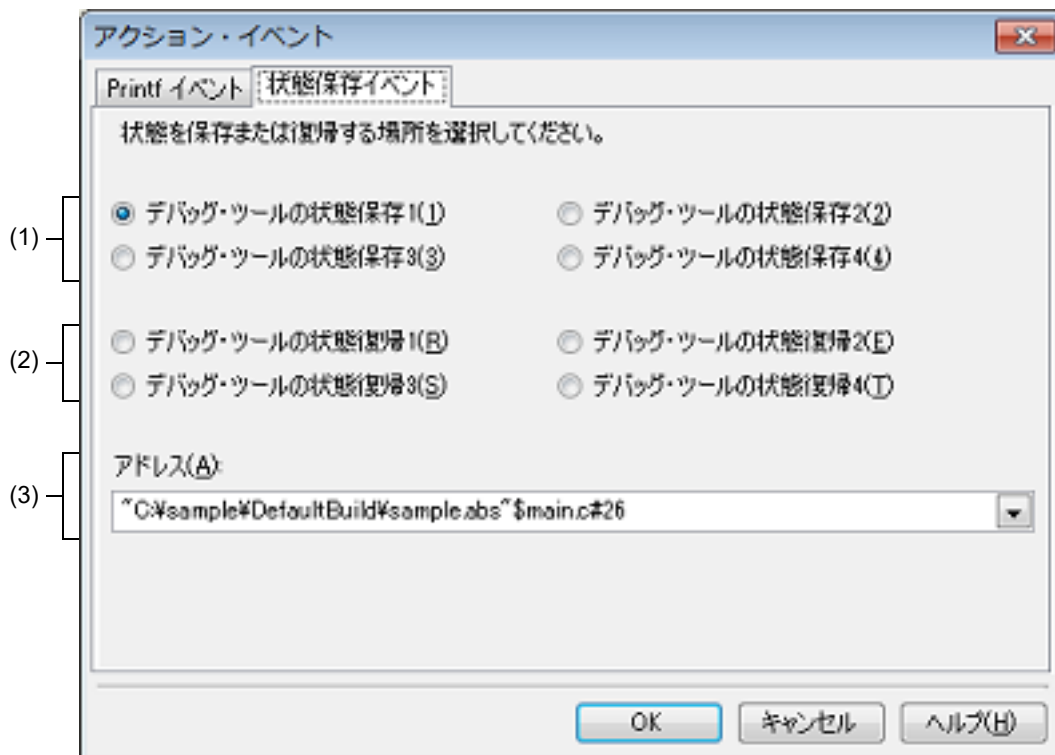 アクション・イベント
Printf イベント 状態保存イベント
状態を保存または復帰する場所を選択してください。
(1)
デバッグ・ツールの状態保存1(1) デバッグ・ツールの状態保存2(2)
デバッグ・ツールの状態保存3(3) デバッグ・ツールの状態保存4(4)
(2)
デバッグ・ツールの状態復帰1(R) デバッグ・ツールの状態復帰2(E)
デバッグ・ツールの状態復帰3(S) デバッグ・ツールの状態復帰4(T)
(3)
アドレス(A):
"C:¥sample¥DefaultBuild¥sample.abs"$main.c#26
OK キャンセル ヘルプ(H)